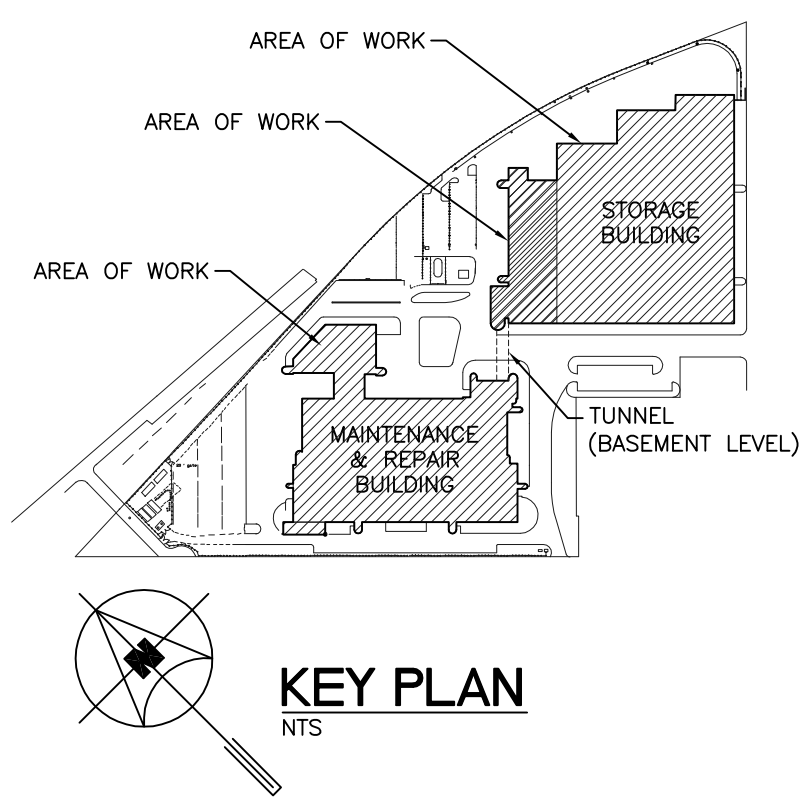 AREA OF WORK
AREA OF WORK
STORAGE
BUILDING
AREA OF WORK
TUNNEL
(BASEMENT LEVEL)
MAINTENANCE
& REPAIR
BUILDING
N
KEY PLAN
NTS